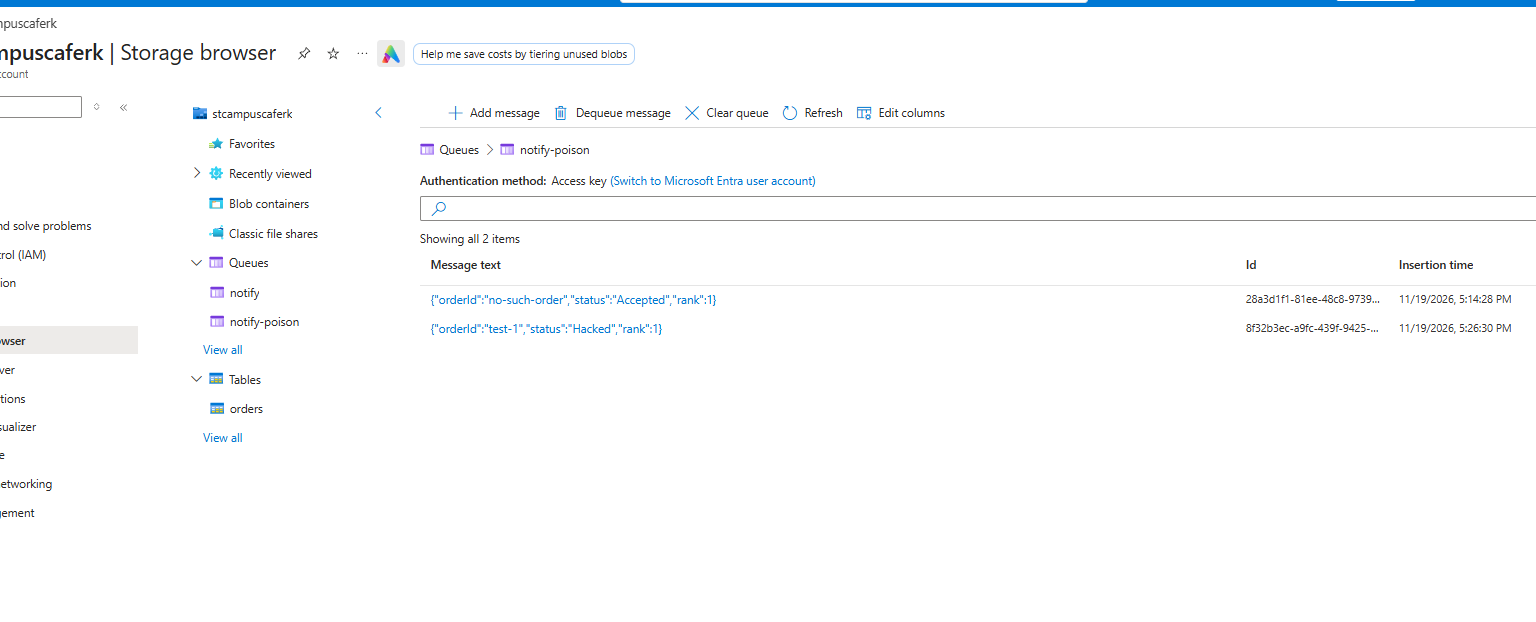 npuscaferk
mpuscaferk | Storage browser
Help me save costs by tiering unused blobs
count
nd solve problems
rol (IAM)
ion
owser
ver
tions
sualizer
e
etworking
gement
stcampuscaferk
Favorites
Recently viewed
Blob containers
Classic file shares
Queues
notify
notify-poison
View all
Tables
orders
View all
Add message Dequeue message Clear queue Refresh Edit columns
Queues > notify-poison
Authentication method: Access key (Switch to Microsoft Entra user account)
Showing all 2 items
Message text Id Insertion time
{"orderId":"no-such-order","status":"Accepted","rank":1} 28a3d1f1-81ee-48c8-9739... 11/19/2026, 5:14:28 PM
{"orderId":"test-1","status":"Hacked","rank":1} 8f32b3ec-a9fc-439f-9425-... 11/19/2026, 5:26:30 PM